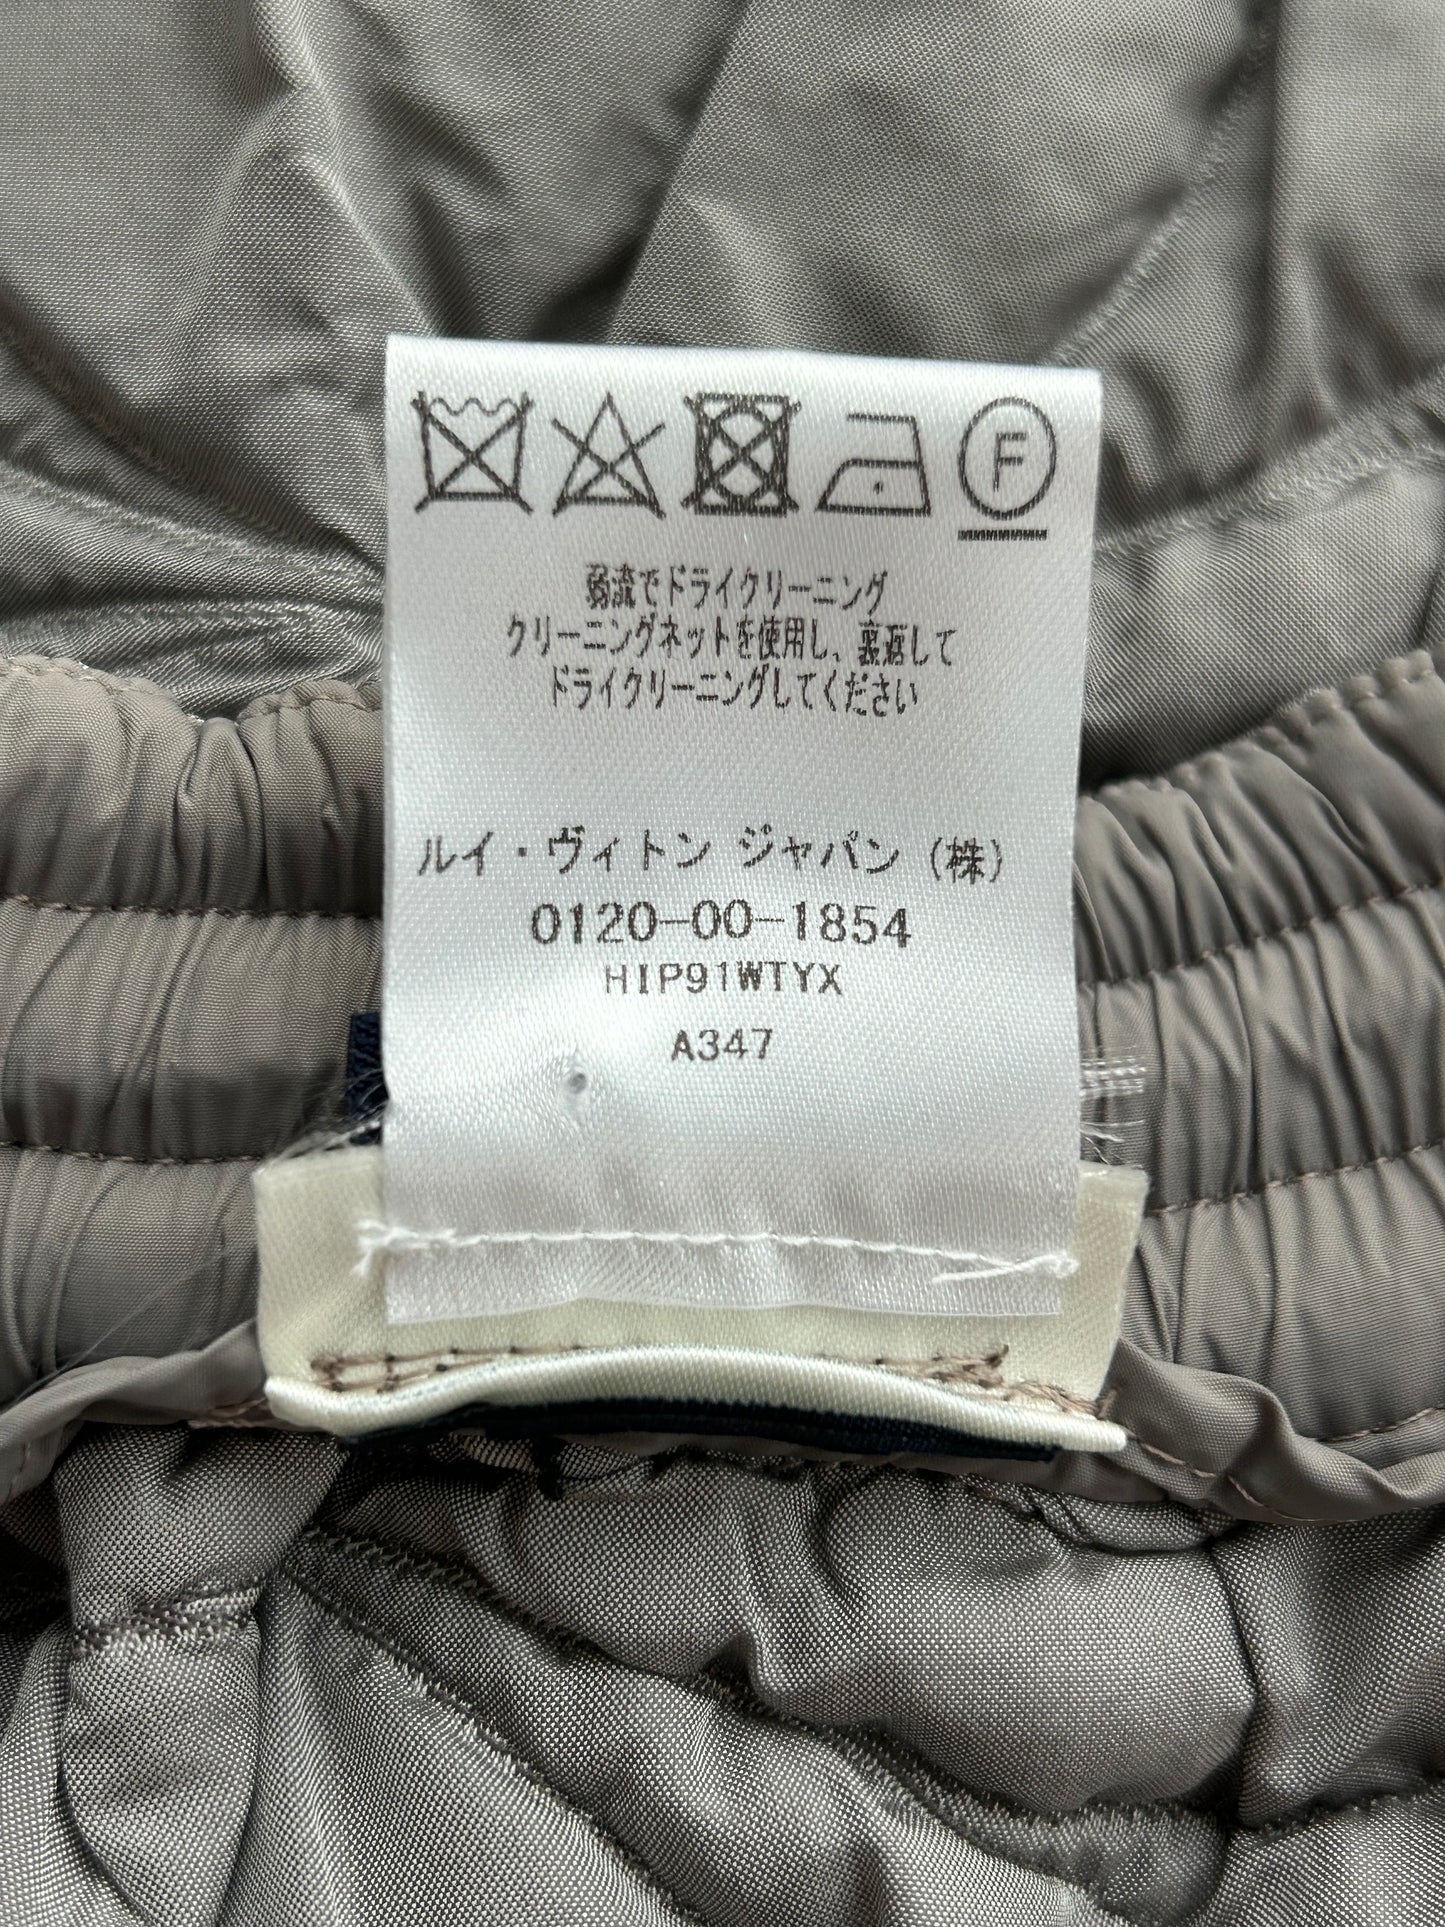 F
弱流でドライクリーニング
クリーニングネットを使用し、裏返して
ドライクリーニングしてください
ルイ・ヴィトン ジャパン (株)
0120-00-1854
HIP91WTYX
A347